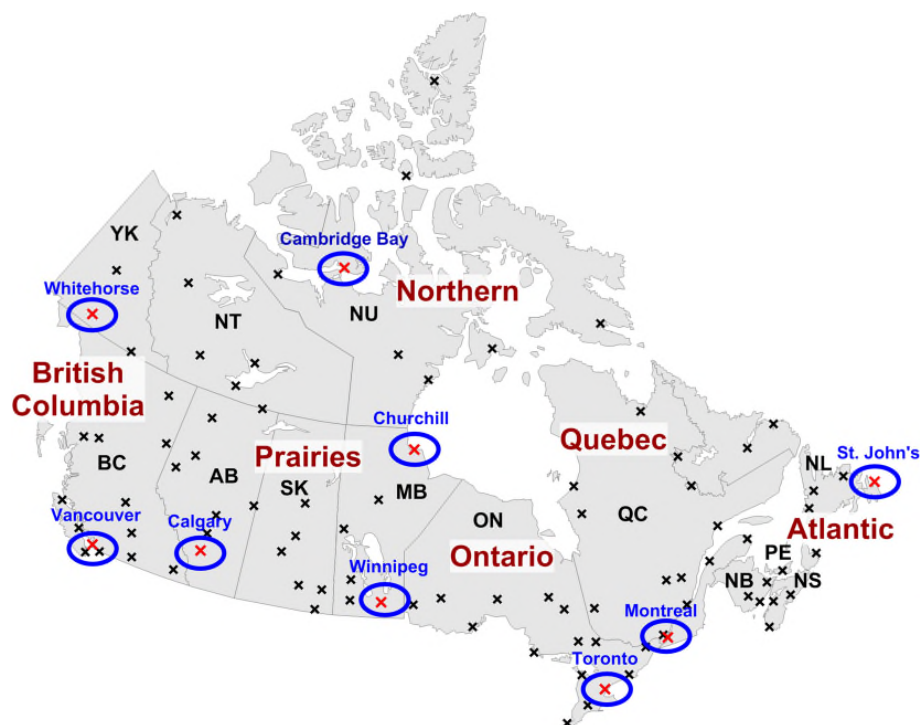 YK
Cambridge Bay
Whitehorse
Northern
NT
NU
British
Columbia
Churchill
Quebec
St. John's
Prairies
BC
AB
SK
MB
NL
ON
QC
Vancouver
Calgary
Atlantic
Ontario
PE
Winnipeg
NB
NS
Montreal
Toronto